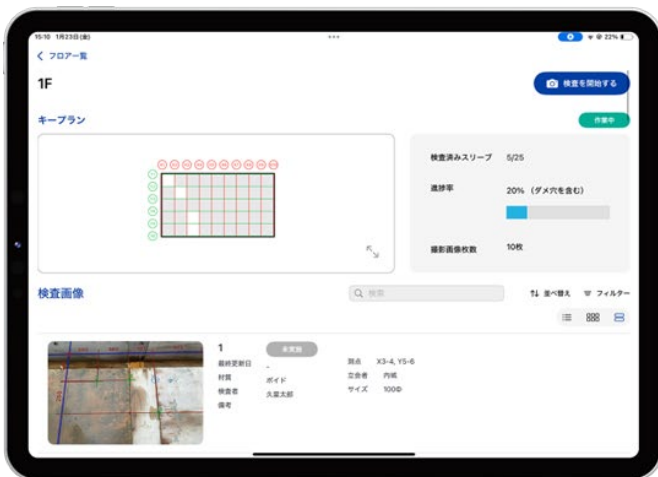 15:10 1月23日(金)
22%
フロア一覧
1F
検査を開始する
キープラン
作業中
検査済みスリーブ 5/25
進捗率 20% (ダメ穴を含む)
撮影画像枚数 10枚
検査画像
検索
並べ替え
フィルター
1 未実施
最終更新日 -
測点 X3-4, Y5-6
材質 ボイド
立会者 内城
検査者 久里太郎
サイズ 100Φ
備考